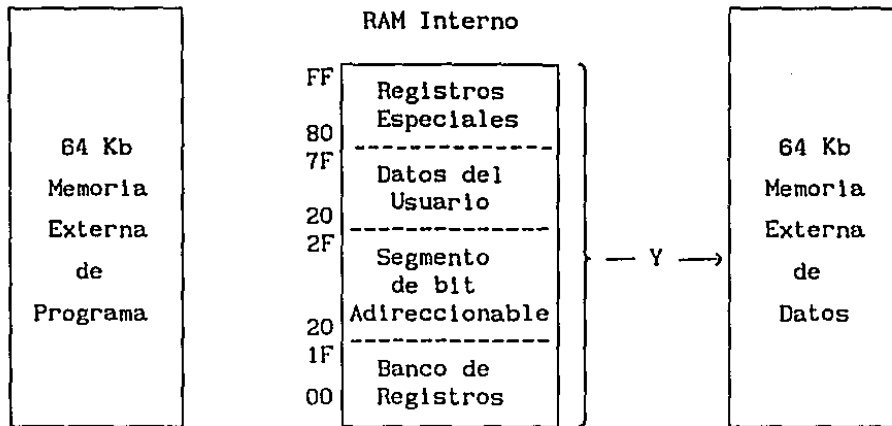 64 Kb
Memoria
Externa
de
Programa
RAM Interno
FF
Registros
Especiales
80
7F
Datos del
Usuario
20
2F
Segmento
de bit
Adireccionable
20
1F
Banco de
Registros
00
Y
64 Kb
Memoria
Externa
de
Datos